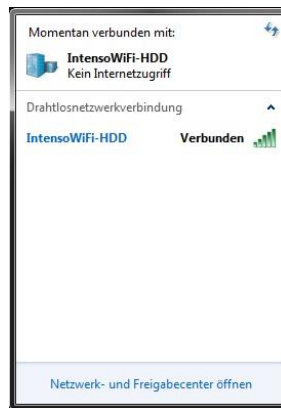 Momentan verbunden mit:
IntensoWiFi-HDD
Kein Internetzugriff
Drahtlosnetzwerkverbindung
IntensoWiFi-HDD Verbunden
Netzwerk- und Freigabecenter öffnen